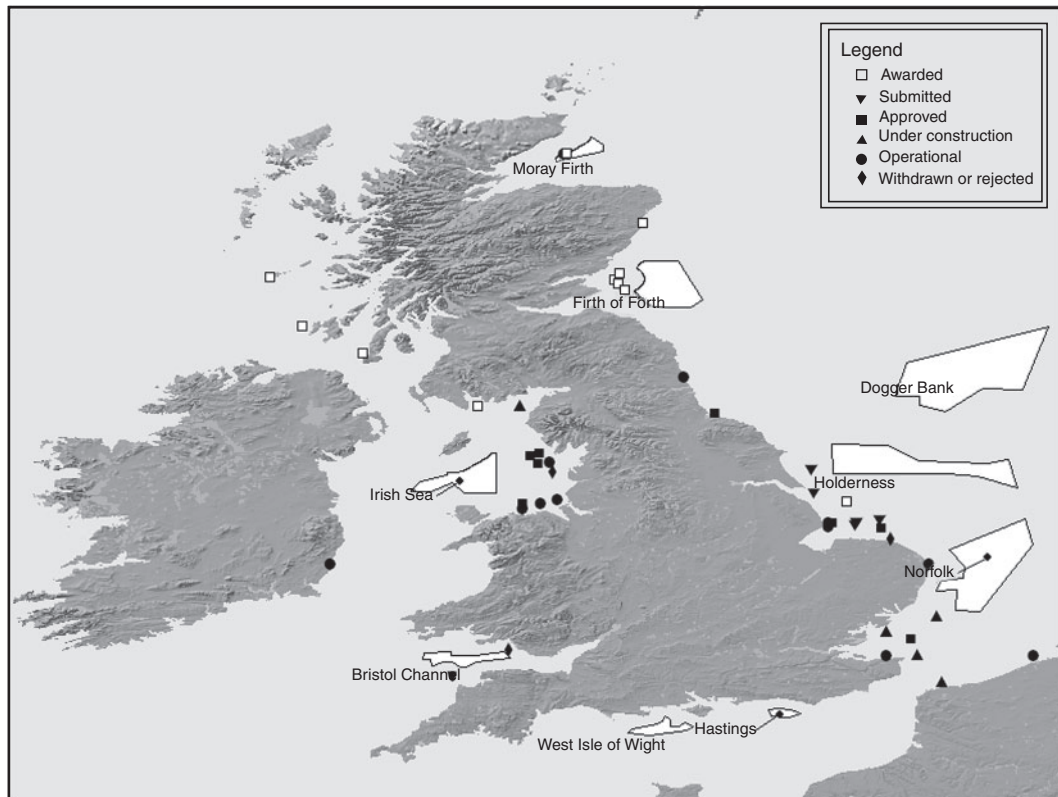 Legend
Awarded
Submitted
Approved
Under construction
Operational
Withdrawn or rejected
Moray Firth
Firth of Forth
Dogger Bank
Holderness
Irish Sea
Norfolk
Bristol Channel
Hastings
West Isle of Wight